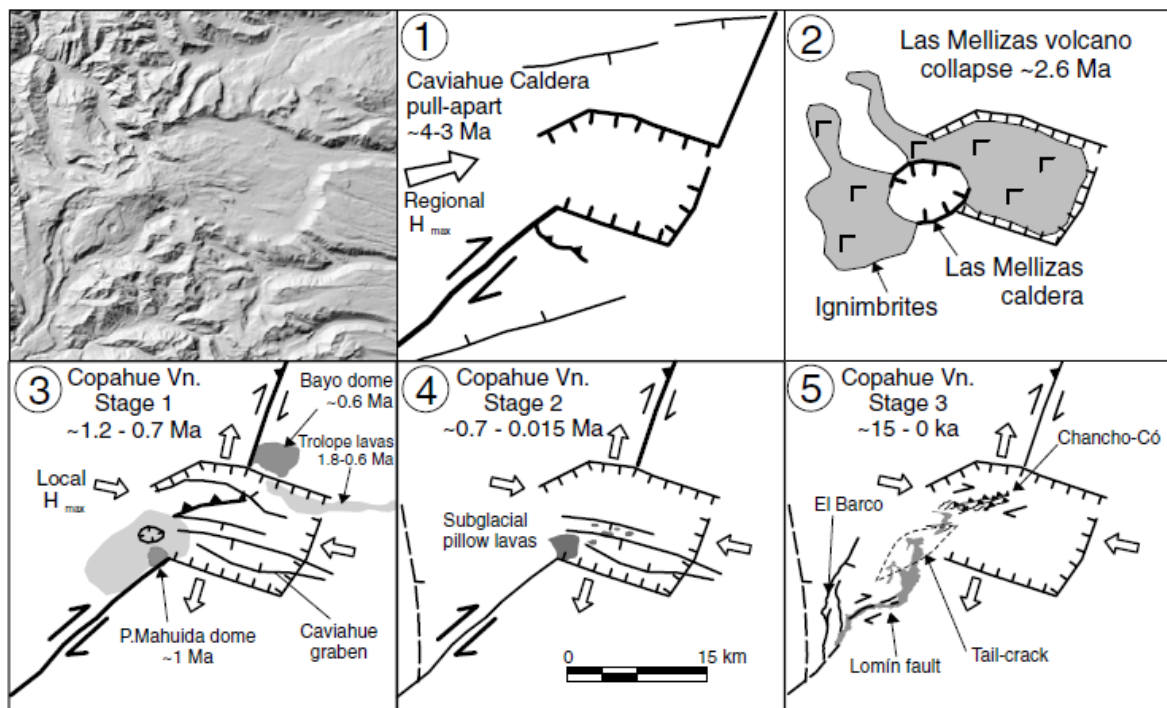 1
Caviahue Caldera
pull-apart
~4-3 Ma
Regional
H max
2
Las Mellizas volcano
collapse ~2.6 Ma
Las Mellizas
caldera
Ignimbrites
3
Copahue Vn.
Stage 1
~1.2 - 0.7 Ma
Bayo dome
~0.6 Ma
Trolope lavas
1.8-0.6 Ma
Local
H max
P.Mahuida dome
~1 Ma
Caviahue
graben
4
Copahue Vn.
Stage 2
~0.7 - 0.015 Ma
Subglacial
pillow lavas
0 15 km
5
Copahue Vn.
Stage 3
~15 - 0 ka
Chancho-Có
El Barco
Tail-crack
Lomín fault